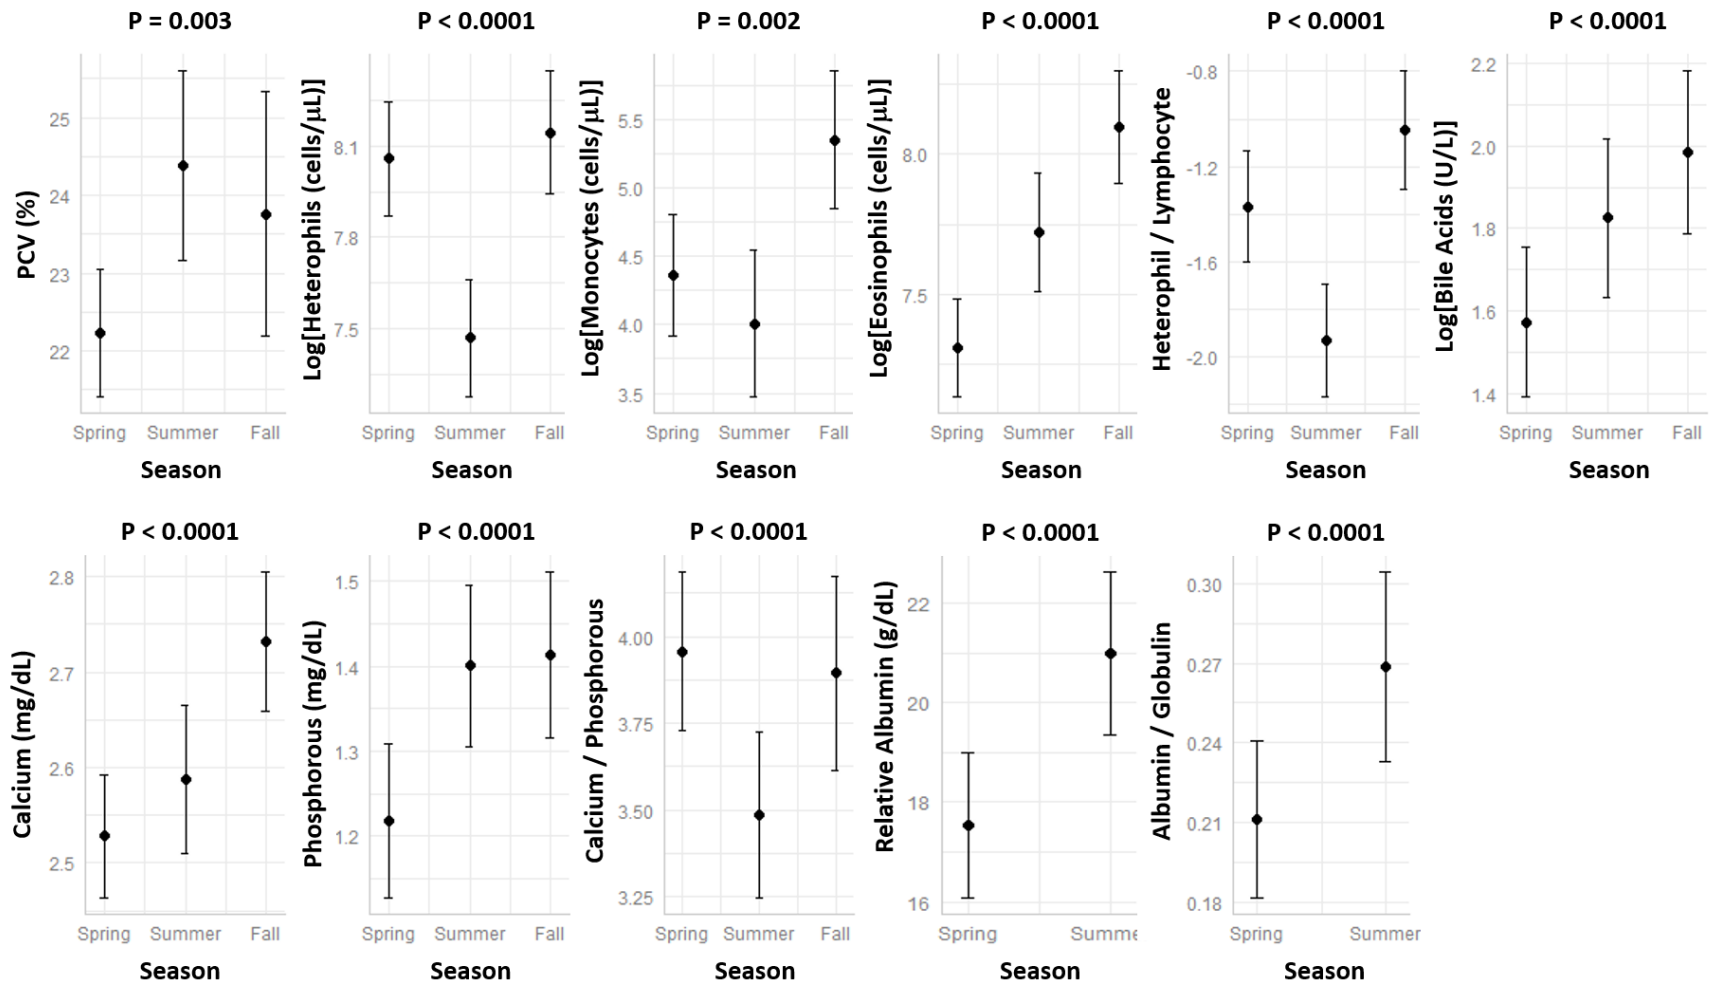 P = 0.003
P < 0.0001
P = 0.002
P < 0.0001
P < 0.0001
P < 0.0001
PCV (%)
25
24
23
22
Spring Summer Fall
Season
Log[Heterophils (cells/μL)]
8.1
7.8
7.5
Spring Summer Fall
Season
Log[Monocytes (cells/μL)]
5.5
5.0
4.5
4.0
3.5
Spring Summer Fall
Season
Log[Eosinophils (cells/μL)]
8.0
7.5
Spring Summer Fall
Season
Heterophil / Lymphocyte
-0.8
-1.2
-1.6
-2.0
Spring Summer Fall
Season
Log[Bile Acids (U/L)]
2.2
2.0
1.8
1.6
1.4
Spring Summer Fall
Season
P < 0.0001
P < 0.0001
P < 0.0001
P < 0.0001
P < 0.0001
Calcium (mg/dL)
2.8
2.7
2.6
2.5
Spring Summer Fall
Season
Phosphorous (mg/dL)
1.5
1.4
1.3
1.2
Spring Summer Fall
Season
Calcium / Phosphorous
4.00
3.75
3.50
3.25
Spring Summer Fall
Season
Relative Albumin (g/dL)
22
20
18
16
Spring Summe
Season
Albumin / Globulin
0.30
0.27
0.24
0.21
0.18
Spring Summer
Season